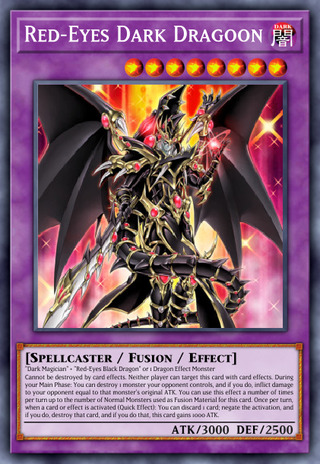 Red-Eyes Dark Dragoon
DARK
闇
[Spellcaster / Fusion / Effect]
"Dark Magician" + "Red-Eyes Black Dragon" or 1 Dragon Effect Monster
Cannot be destroyed by card effects. Neither player can target this card with card effects. During
your Main Phase: You can destroy 1 monster your opponent controls, and if you do, inflict damage
to your opponent equal to that monster's original ATK. You can use this effect a number of times
per turn up to the number of Normal Monsters used as Fusion Material for this card. Once per turn,
when a card or effect is activated (Quick Effect): You can discard 1 card; negate the activation, and
if you do, destroy that card, and if you do that, this card gains 1000 ATK.
ATK/3000 DEF/2500